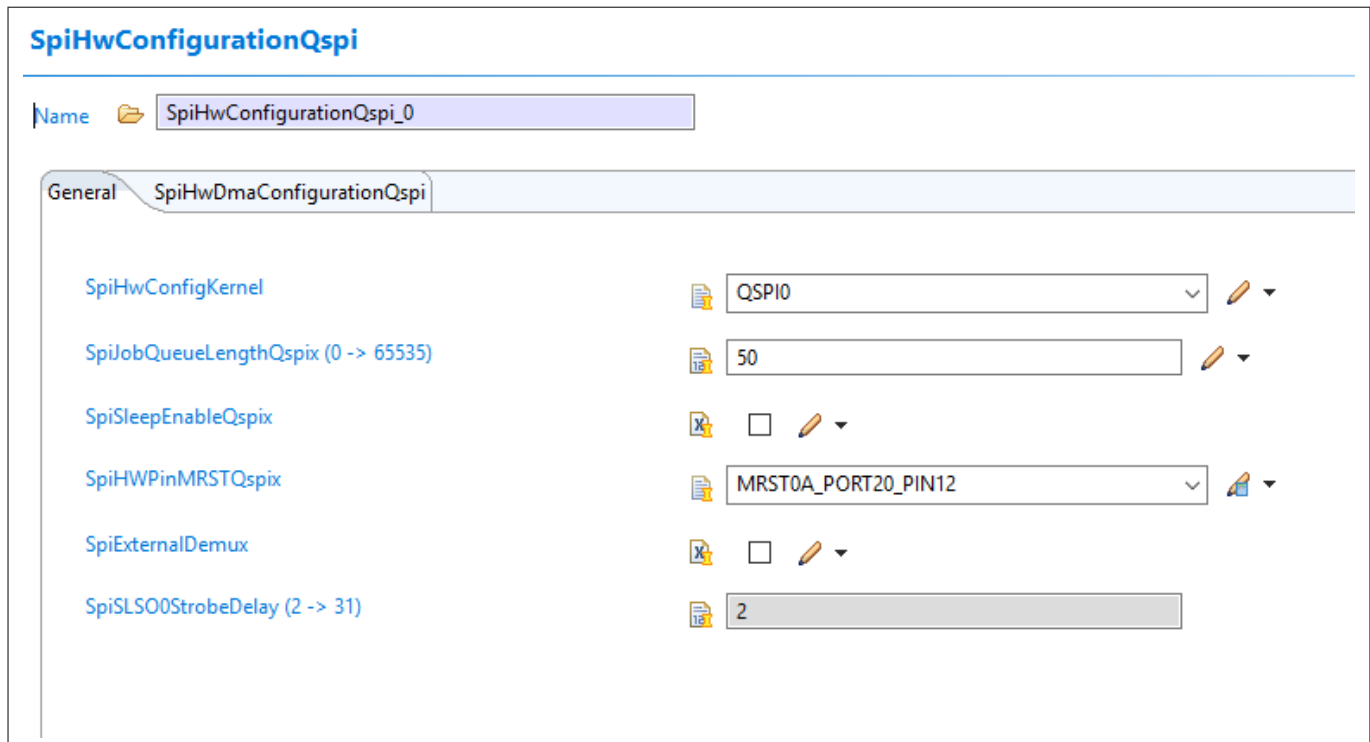 SpiHwConfigurationQspi
Name SpiHwConfigurationQspi_0
General SpiHwDmaConfigurationQspi
SpiHwConfigKernel QSPI0
SpiJobQueueLengthQspix (0 -> 65535) 50
SpiSleepEnableQspix
SpiHWPinMRSTQspix MRST0A_PORT20_PIN12
SpiExternalDemux
SpiSLSO0StrobeDelay (2 -> 31) 2